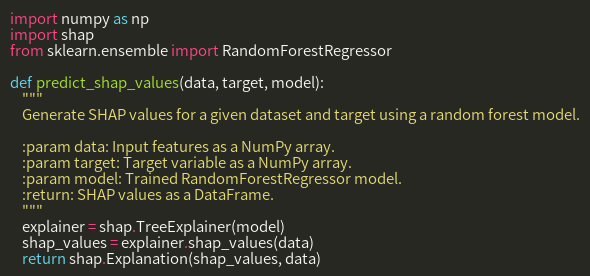 import numpy as np
import shap
from sklearn.ensemble import RandomForestRegressor

def predict_shap_values(data, target, model):
    """
    Generate SHAP values for a given dataset and target using a random forest model.

    :param data: Input features as a NumPy array.
    :param target: Target variable as a NumPy array.
    :param model: Trained RandomForestRegressor model.
    :return: SHAP values as a DataFrame.
    """
    explainer = shap.TreeExplainer(model)
    shap_values = explainer.shap_values(data)
    return shap.Explanation(shap_values, data)